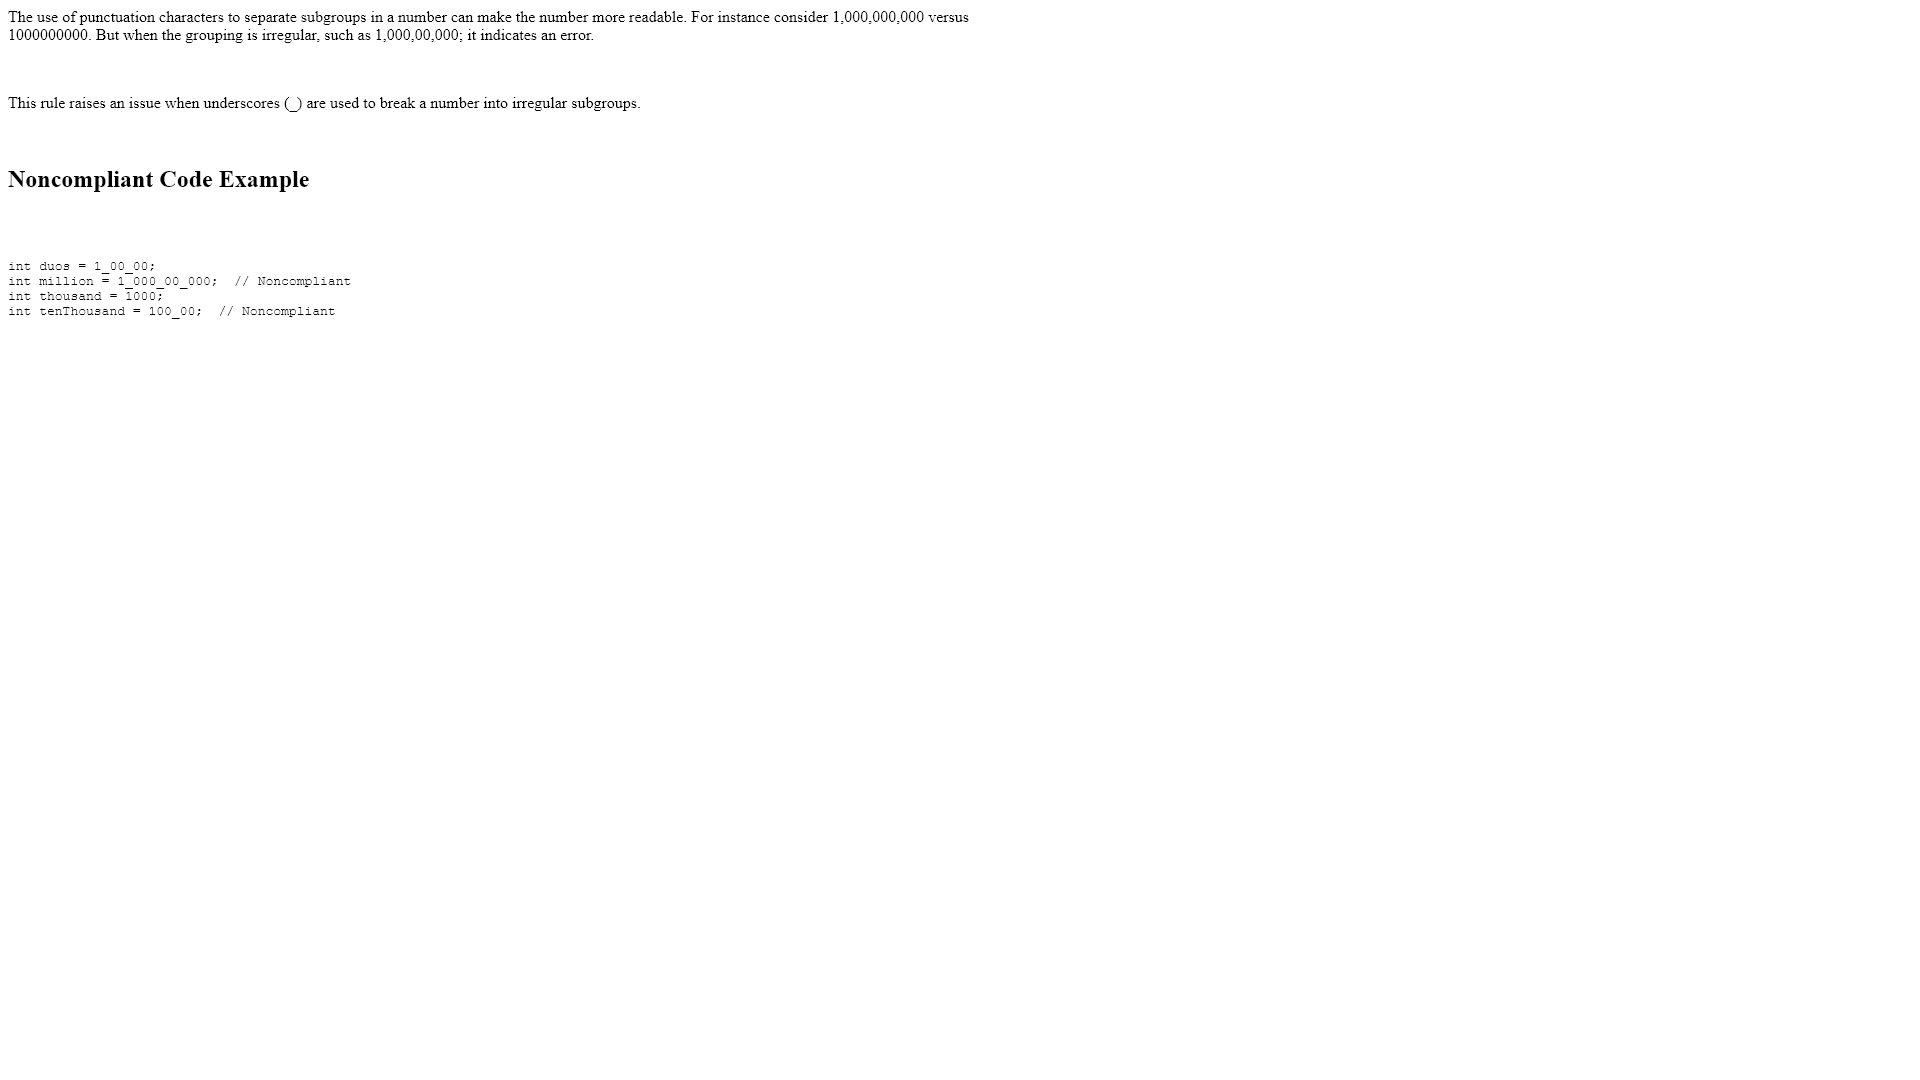 The use of punctuation characters to separate subgroups in a number can make the number more readable. For instance consider 1,000,000,000 versus
1000000000. But when the grouping is irregular, such as 1,000,00,000; it indicates an error.
This rule raises an issue when underscores (_) are used to break a number into irregular subgroups.
Noncompliant Code Example
int duos = 1_00_00;
int million = 1_000_00_000;  // Noncompliant
int thousand = 1000;
int tenThousand = 100_00;  // Noncompliant